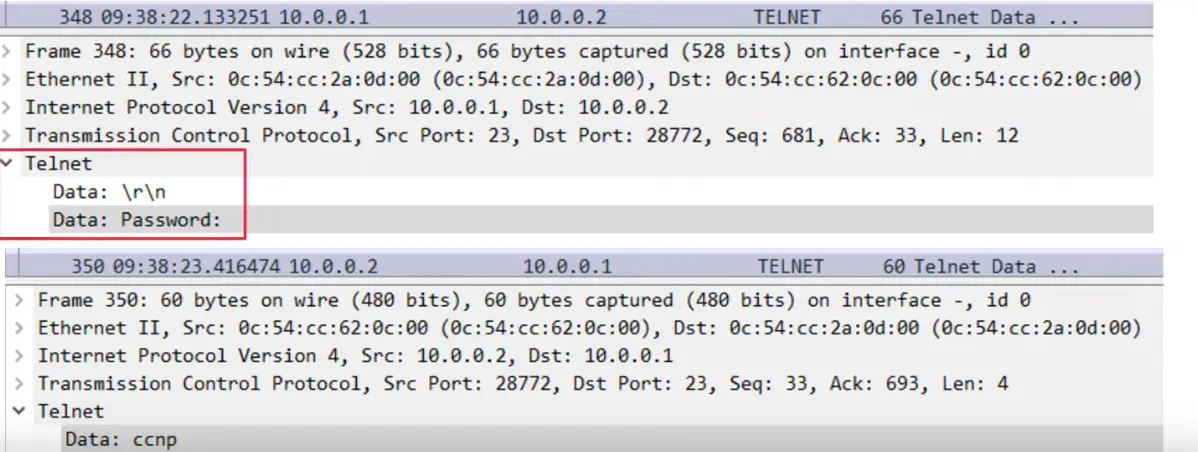 348 09:38:22.133251 10.0.0.1 10.0.0.2 TELNET 66 Telnet Data ...
Frame 348: 66 bytes on wire (528 bits), 66 bytes captured (528 bits) on interface -, id 0
Ethernet II, Src: 0c:54:cc:2a:0d:00 (0c:54:cc:2a:0d:00), Dst: 0c:54:cc:62:0c:00 (0c:54:cc:62:0c:00)
Internet Protocol Version 4, Src: 10.0.0.1, Dst: 10.0.0.2
Transmission Control Protocol, Src Port: 23, Dst Port: 28772, Seq: 681, Ack: 33, Len: 12
Telnet
Data: \r\n
Data: Password:
350 09:38:23.416474 10.0.0.2 10.0.0.1 TELNET 60 Telnet Data ...
Frame 350: 60 bytes on wire (480 bits), 60 bytes captured (480 bits) on interface -, id 0
Ethernet II, Src: 0c:54:cc:62:0c:00 (0c:54:cc:62:0c:00), Dst: 0c:54:cc:2a:0d:00 (0c:54:cc:2a:0d:00)
Internet Protocol Version 4, Src: 10.0.0.2, Dst: 10.0.0.1
Transmission Control Protocol, Src Port: 28772, Dst Port: 23, Seq: 33, Ack: 693, Len: 4
Telnet
Data: ccnp